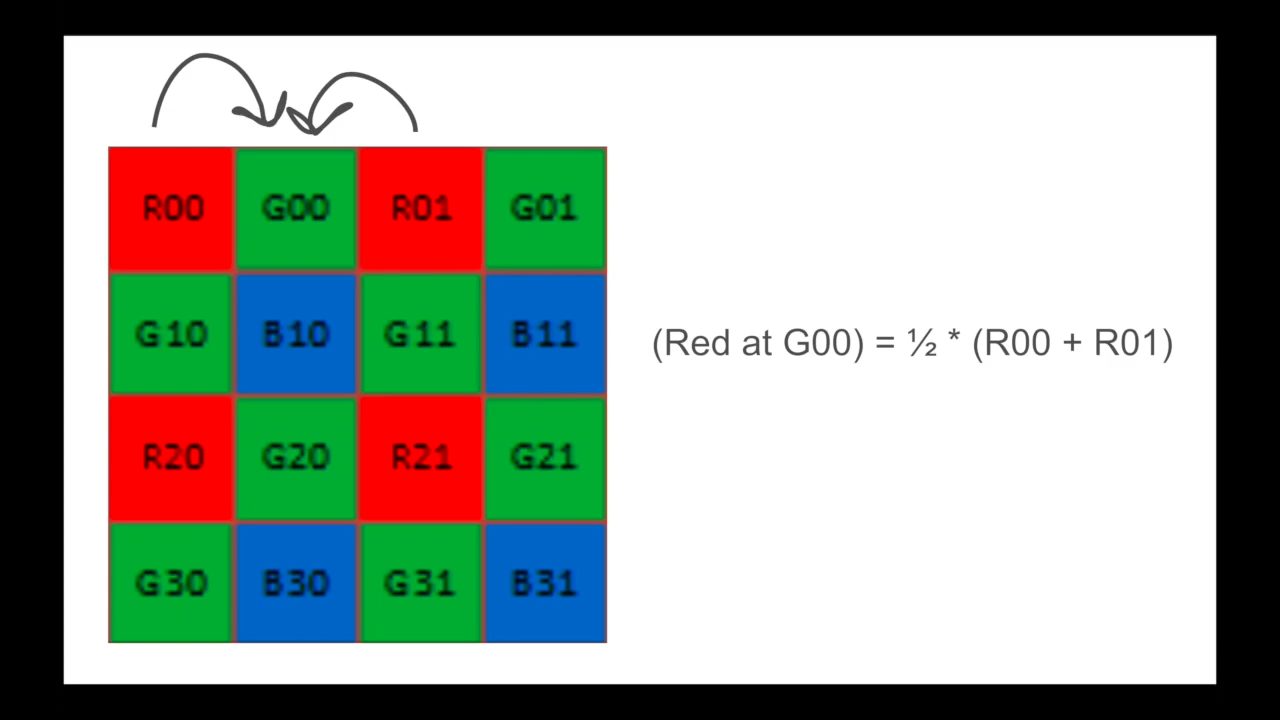 R00 G00 R01 G01
G10 B10 G11 B11
(Red at G00) = ½ * (R00 + R01)
R20 G20 R21 G21
G30 B30 G31 B31